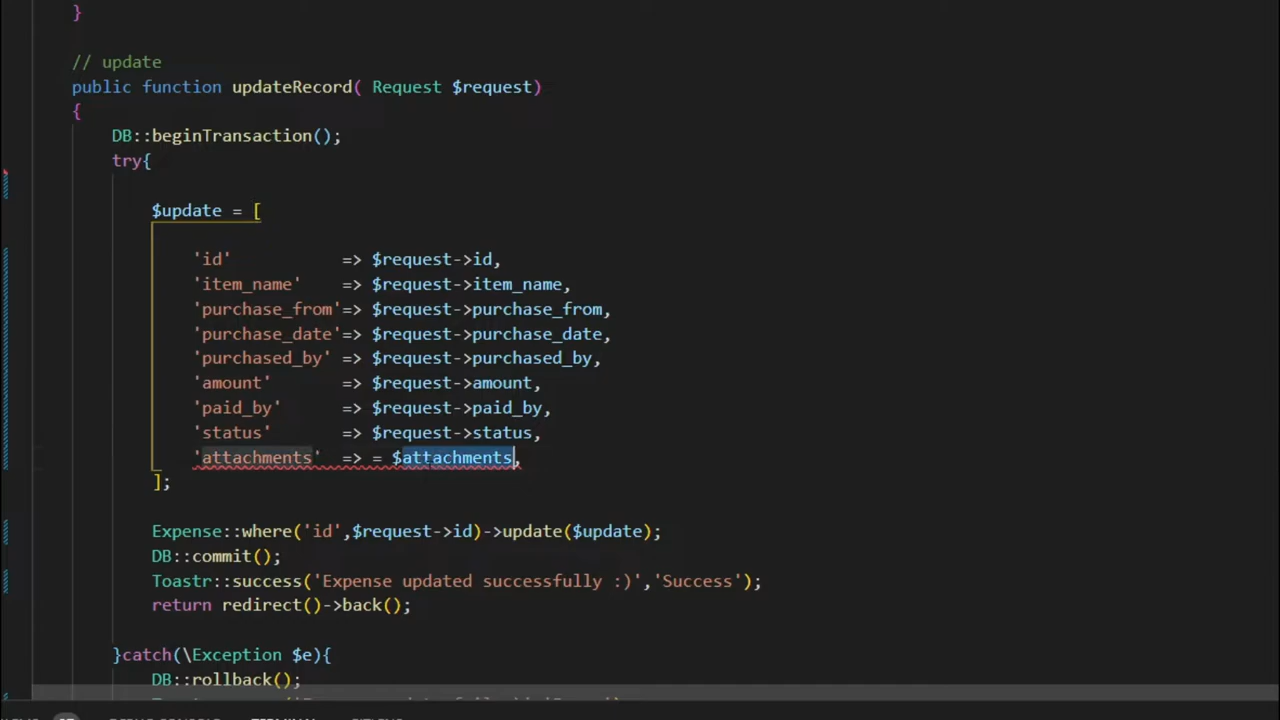 }
// update
public function updateRecord( Request $request)
{
DB::beginTransaction();
try{
$update = [
'id' => $request->id,
'item_name' => $request->item_name,
'purchase_from'=> $request->purchase_from,
'purchase_date'=> $request->purchase_date,
'purchased_by' => $request->purchased_by,
'amount' => $request->amount,
'paid_by' => $request->paid_by,
'status' => $request->status,
'attachments' => = $attachments,
];
Expense::where('id',$request->id)->update($update);
DB::commit();
Toastr::success('Expense updated successfully :)','Success');
return redirect()->back();
}catch(\Exception $e){
DB::rollback();